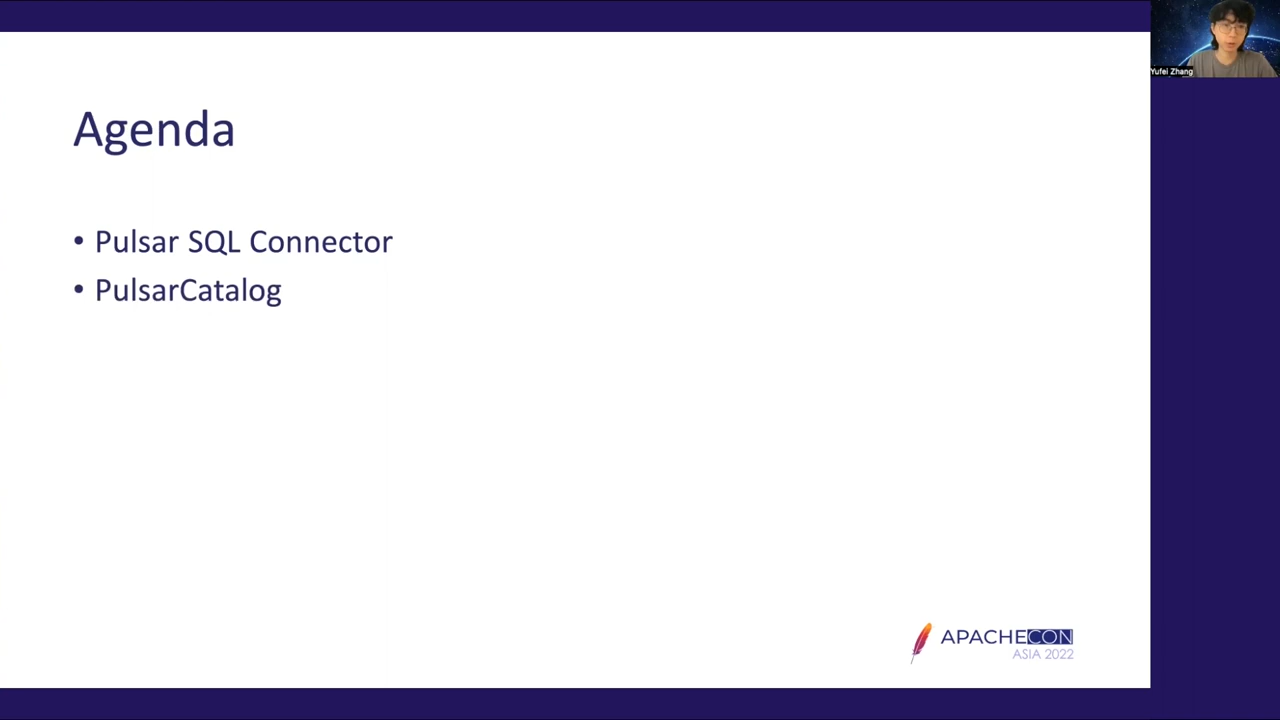 Agenda
• Pulsar SQL Connector
• PulsarCatalog
Yufei Zhang
APACHECON
ASIA 2022